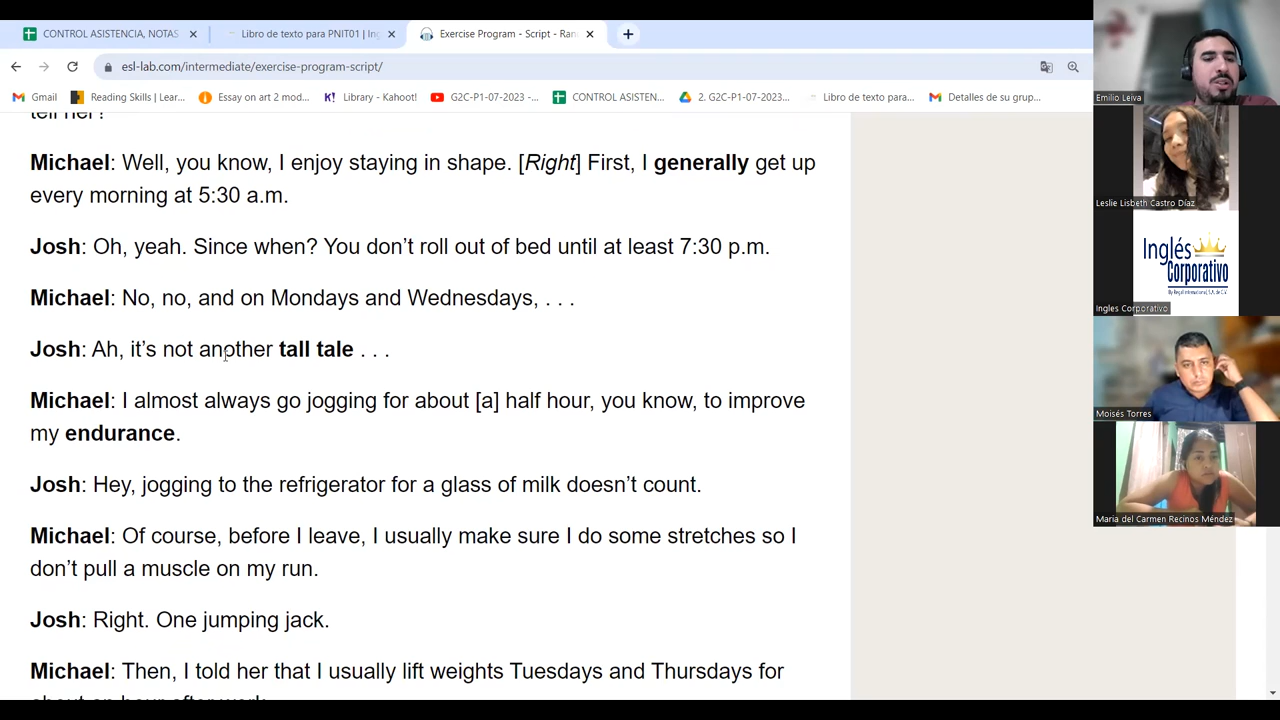 CONTROL ASISTENCIA, NOTAS
Libro de texto para PNIT01 | Ing
Exercise Program - Script - Ran
esl-lab.com/intermediate/exercise-program-script/
Gmail
Reading Skills | Lear...
Essay on art 2 mod...
Library - Kahoot!
G2C-P1-07-2023 -...
CONTROL ASISTEN...
2. G2C-P1-07-2023...
Libro de texto para...
Detalles de su grup...
tell her?
Michael: Well, you know, I enjoy staying in shape. [Right] First, I generally get up
every morning at 5:30 a.m.
Josh: Oh, yeah. Since when? You don’t roll out of bed until at least 7:30 p.m.
Michael: No, no, and on Mondays and Wednesdays, . . .
Josh: Ah, it’s not another tall tale . . .
Michael: I almost always go jogging for about [a] half hour, you know, to improve
my endurance.
Josh: Hey, jogging to the refrigerator for a glass of milk doesn’t count.
Michael: Of course, before I leave, I usually make sure I do some stretches so I
don’t pull a muscle on my run.
Josh: Right. One jumping jack.
Michael: Then, I told her that I usually lift weights Tuesdays and Thursdays for
about an hour after work.
Emilio Leiva
Leslie Lisbeth Castro Díaz
Inglés
Corporativo
Ingles Corporativo
Moisés Torres
Maria del Carmen Recinos Méndez